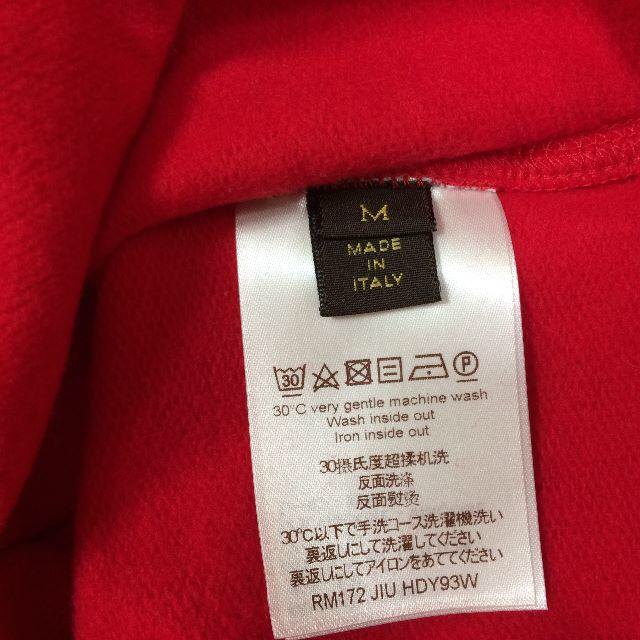 M
MADE
IN
ITALY
30
P
30°C very gentle machine wash
Wash inside out
Iron inside out
30摄氏度超揉机洗
反面洗涤
反面熨烫
30℃以下で手洗コース洗濯機洗い
裏返しにして洗濯してください
裏返しにしてアイロンをあててください
RM172 JIU HDY93W